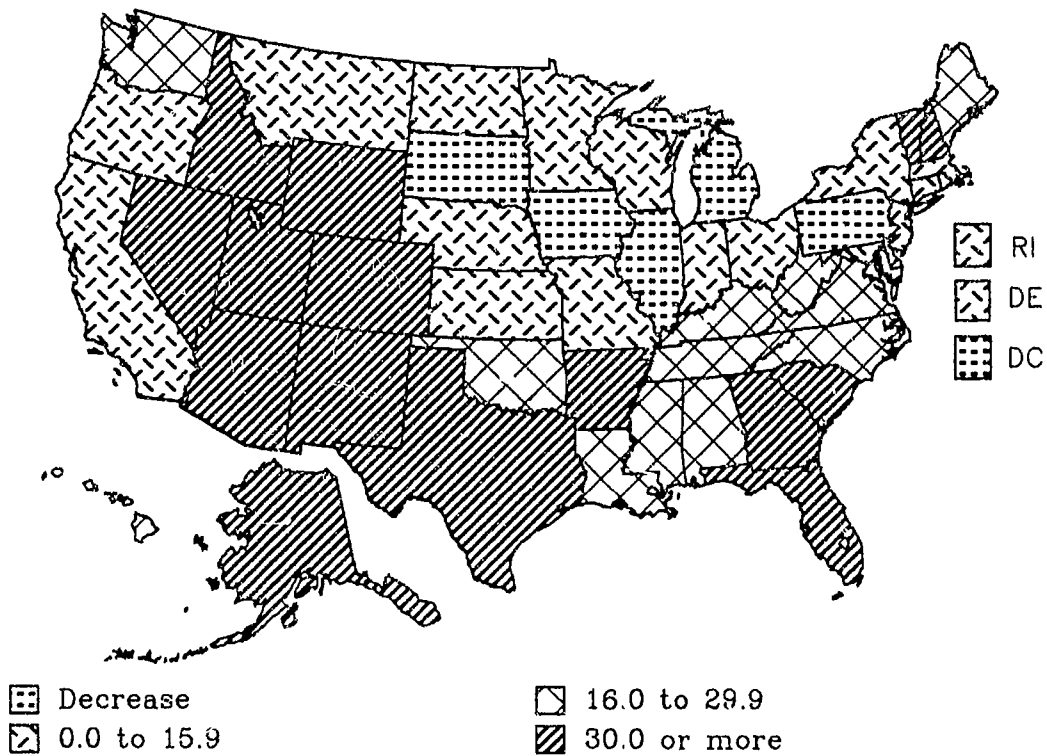 RI
DE
DC
Decrease
0.0 to 15.9
16.0 to 29.9
30.0 or more